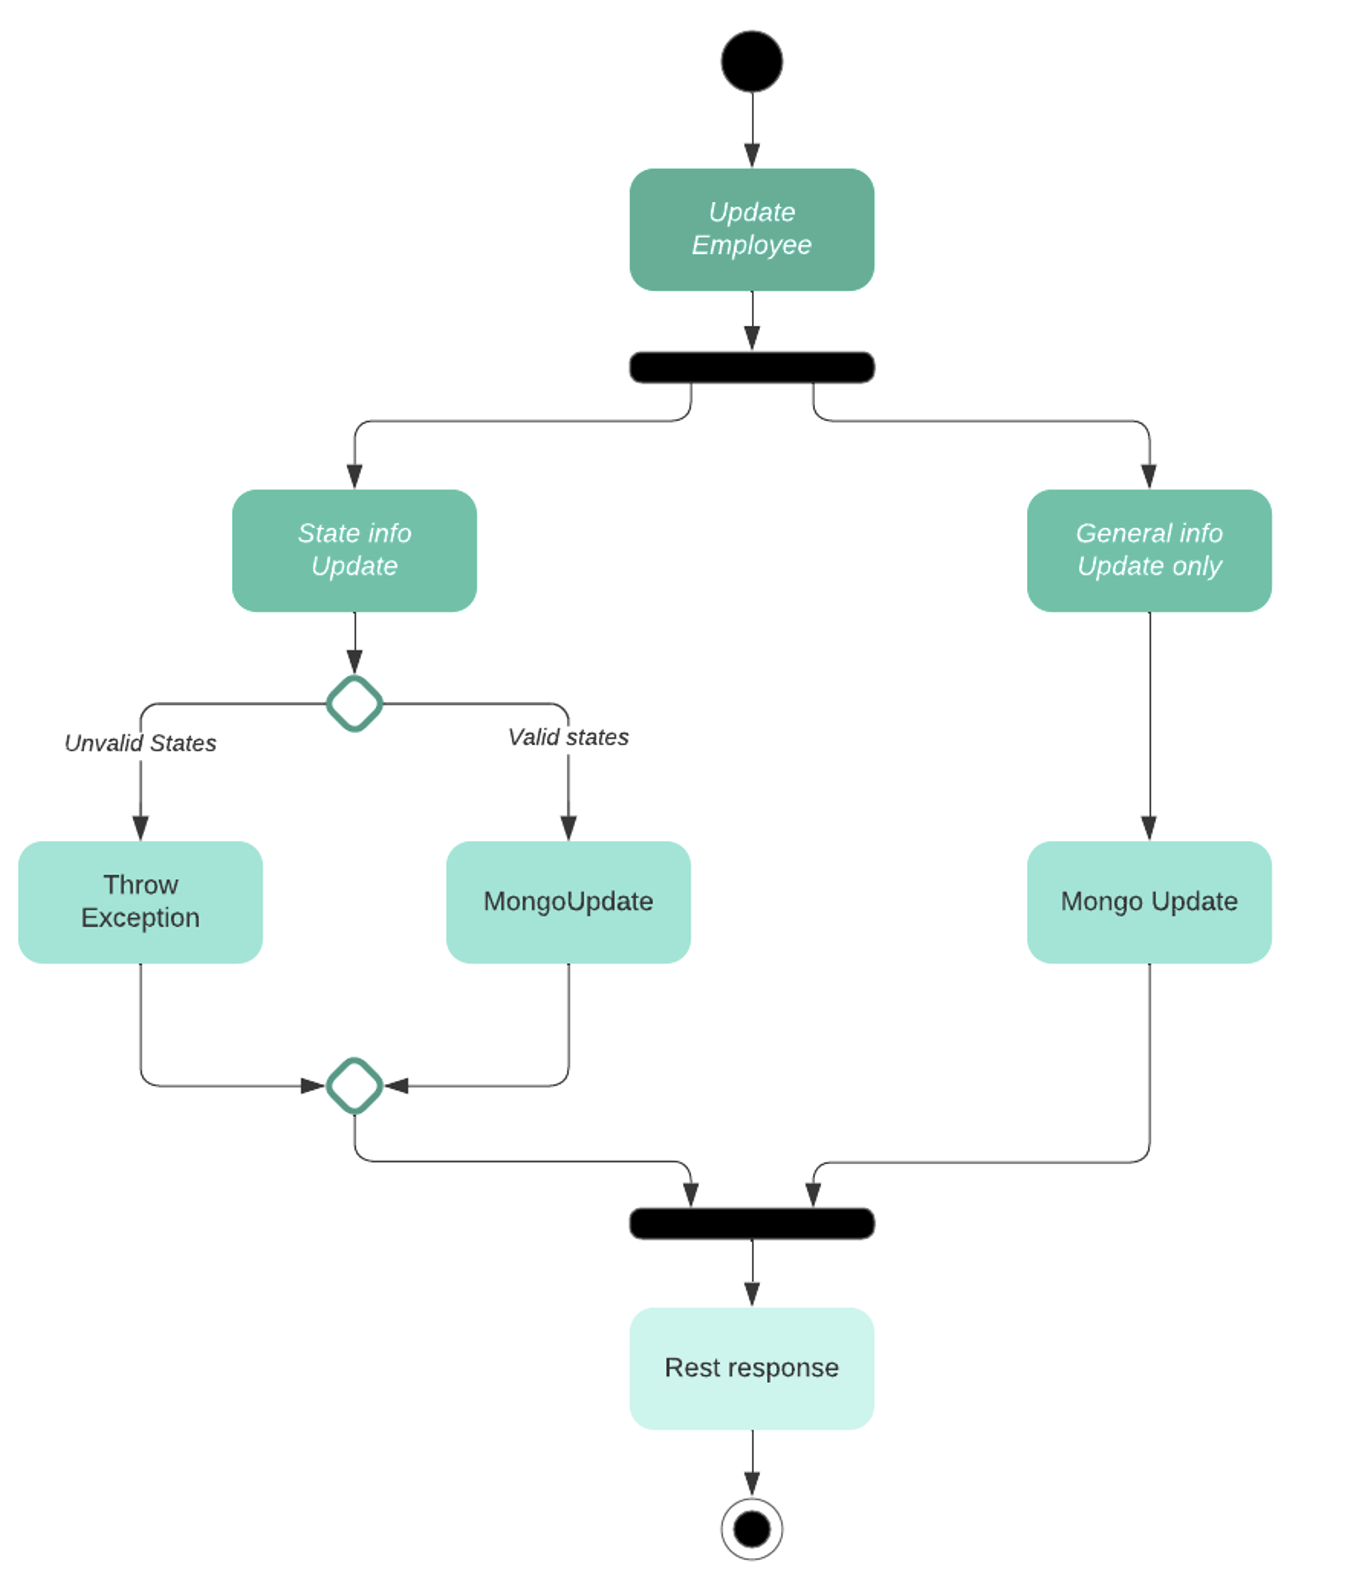 Update
Employee
State info
Update
General info
Update only
Unvalid States
Valid states
Throw
Exception
MongoUpdate
Mongo Update
Rest response